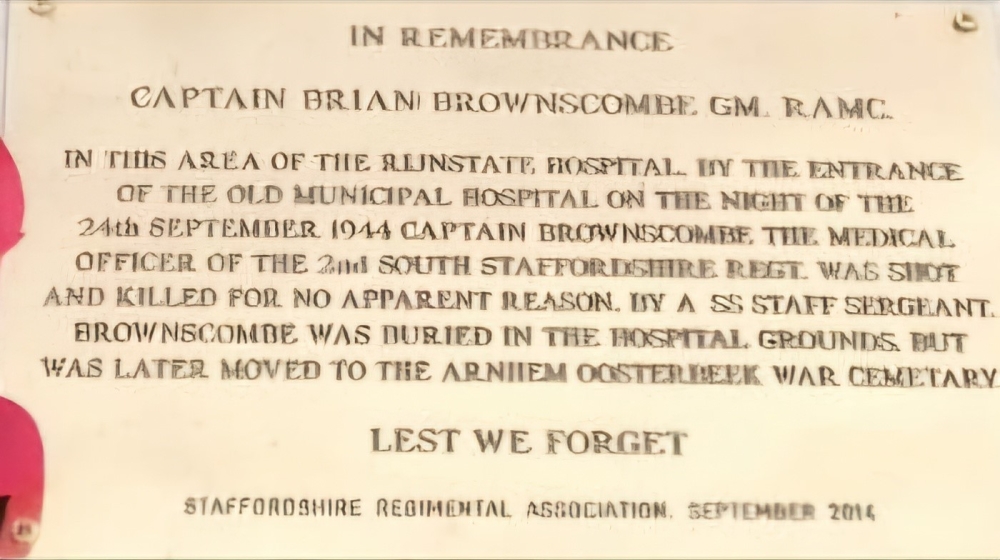 IN REMEMBRANCE
CAPTAIN BRIAN BROWNSCOMBE GM. RAMC.
IN THIS AREA OF THE RIJNSTATE HOSPITAL. BY THE ENTRANCE
OF THE OLD MUNICIPAL HOSPITAL ON THE NIGHT OF THE
24th SEPTEMBER 1944 CAPTAIN BROWNSCOMBE THE MEDICAL
OFFICER OF THE 2nd SOUTH STAFFORDSHIRE REGT. WAS SHOT
AND KILLED FOR NO APPARENT REASON. BY A SS STAFF SERGEANT.
BROWNSCOMBE WAS BURIED IN THE HOSPITAL GROUNDS. BUT
WAS LATER MOVED TO THE ARNHEM OOSTERBEEK WAR CEMETARY
LEST WE FORGET
STAFFORDSHIRE REGIMENTAL ASSOCIATION. SEPTEMBER 2014